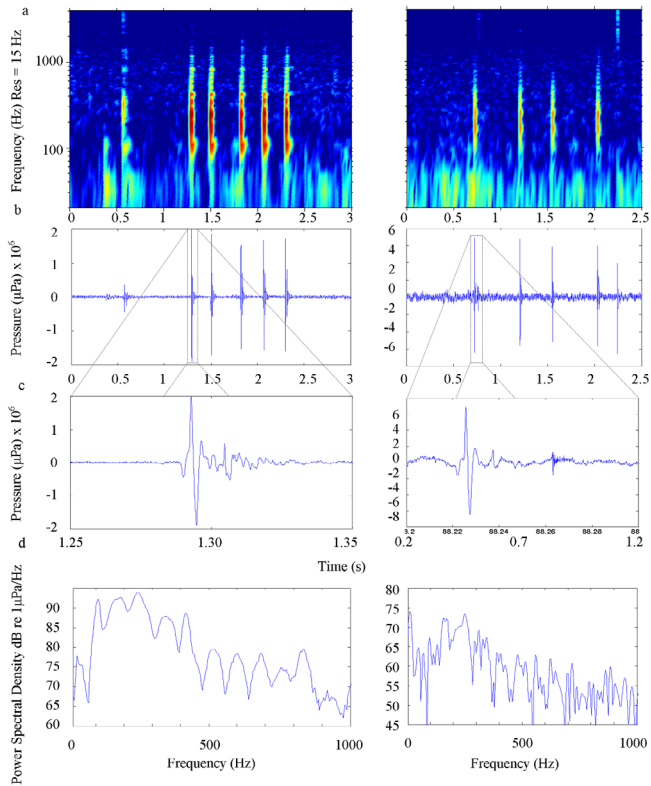 a
Frequency (Hz) Res = 15 Hz
1000
100
0 0.5 1 1.5 2 2.5 3
0 0.5 1 1.5 2 2.5
b
Pressure (µPa) x 10⁶
2
1
0
-1
-2
0 0.5 1 1.5 2 2.5 3
6
4
2
0
-2
-4
-6
0 0.5 1 1.5 2 2.5
c
Pressure (µPa) x 10⁶
2
1
0
-1
-2
1.25 1.30 1.35
6
4
2
0
-2
-4
-6
-8
3.2 88.22 88.24 88.26 88.28 88
0.2 0.7 1.2
Time (s)
d
Power Spectral Density dB re 1µPa/Hz
90
85
80
75
70
65
60
0 500 1000
Frequency (Hz)
80
75
70
65
60
55
50
45
0 500 1000
Frequency (Hz)